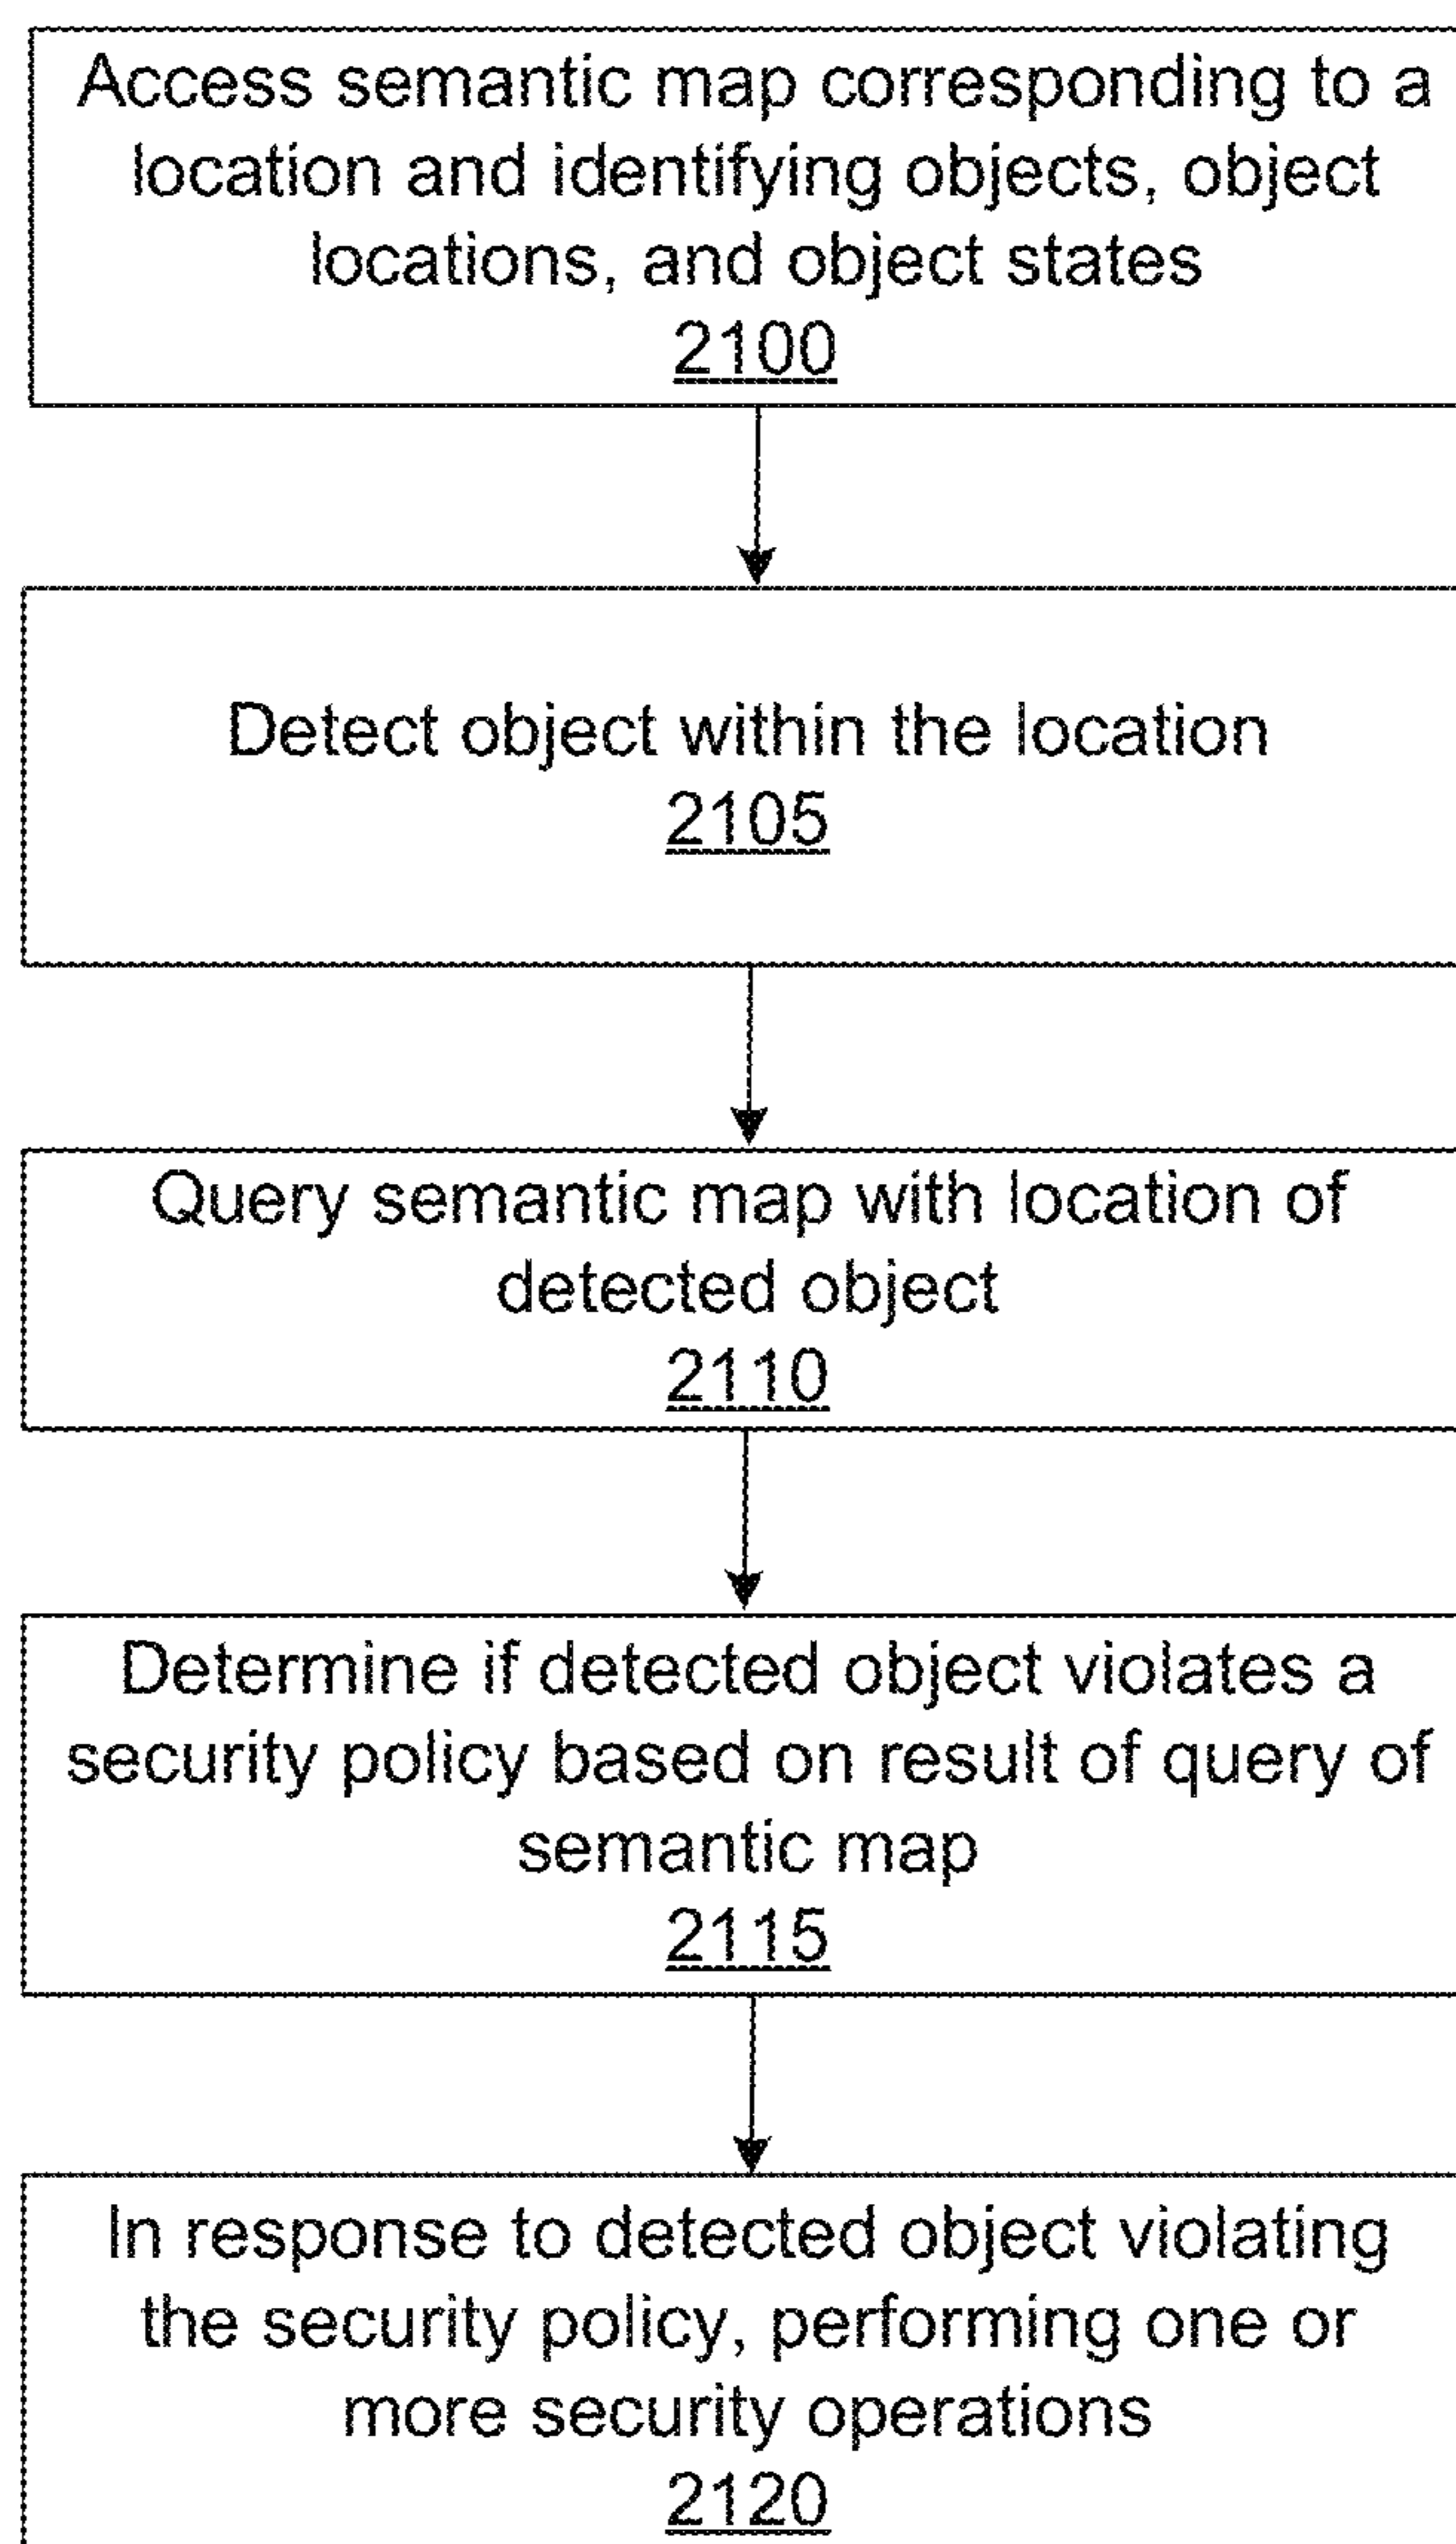 Access semantic map corresponding to a
location and identifying objects, object
locations, and object states
2100
Detect object within the location
2105
Query semantic map with location of
detected object
2110
Determine if detected object violates a
security policy based on result of query of
semantic map
2115
In response to detected object violating
the security policy, performing one or
more security operations
2120